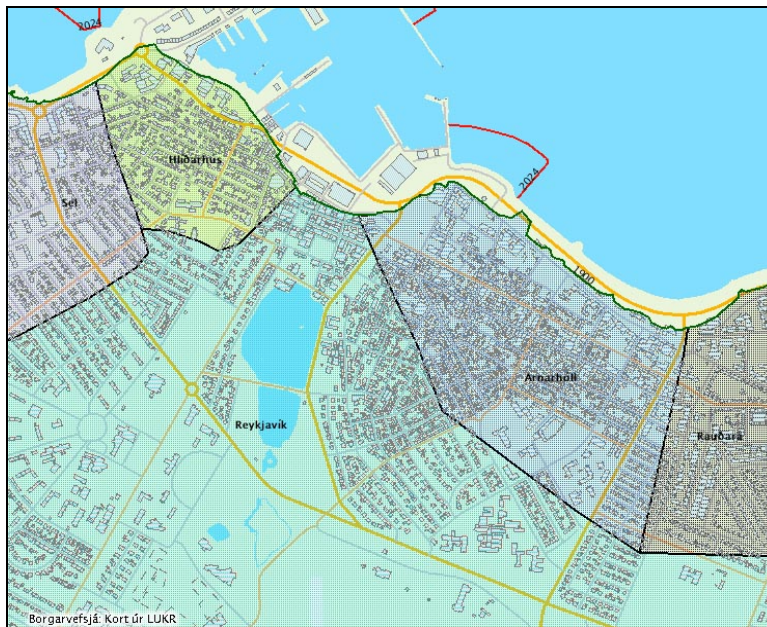 2024
Hlíðarhús
Sel
2024
1900
Arnarhóll
Reykjavík
Rauðará
Borgarvefsjá: Kort úr LUKR